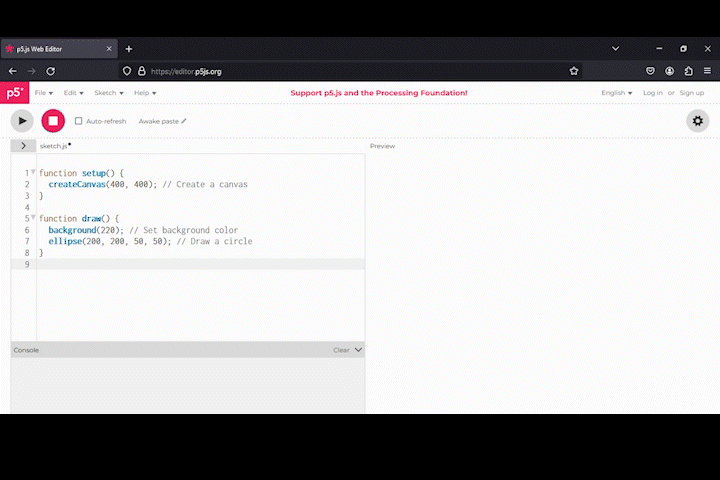 p5.js Web Editor
https://editor.p5js.org
p5* File Edit Sketch Help Support p5.js and the Processing Foundation! English Log in or Sign up
Auto-refresh Awake paste
sketch.js Preview
1 function setup() {
2 createCanvas(400, 400); // Create a canvas
3 }
4
5 function draw() {
6 background(220); // Set background color
7 ellipse(200, 200, 50, 50); // Draw a circle
8 }
9
Console Clear